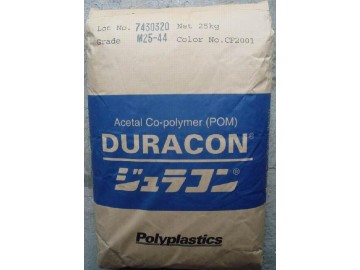 Lot No. 7430320 Net 25kg
Grade M25-44 Color No.CF2001
Acetal Co-polymer (POM)
DURACON®
ジュラコン®
Polyplastics